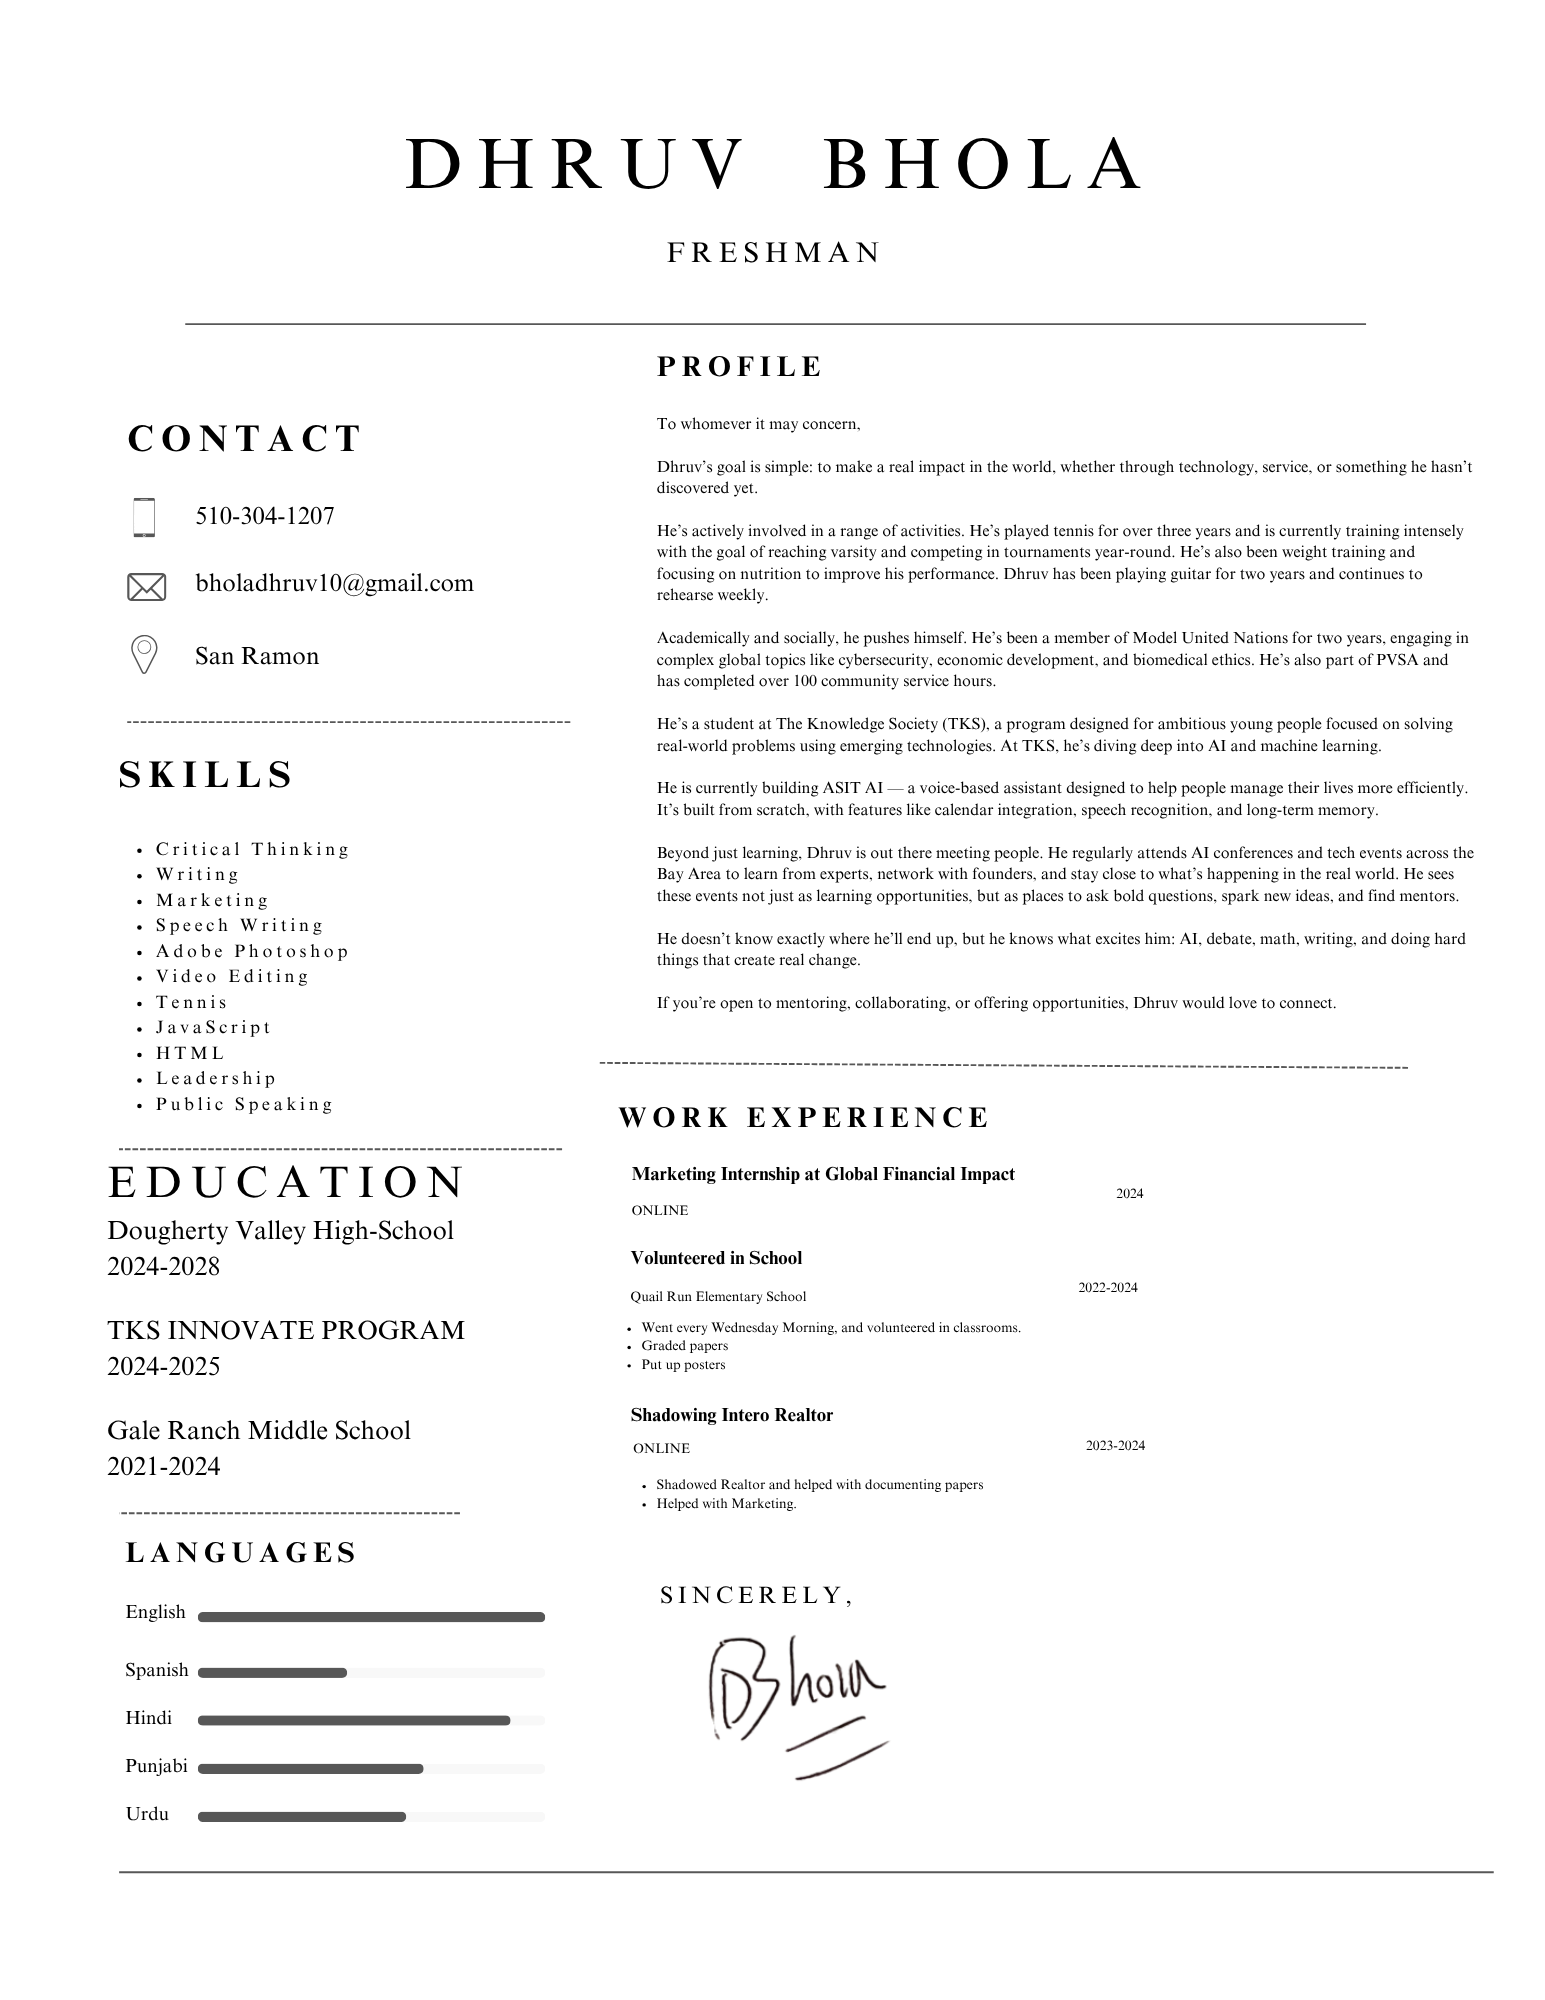 DHRUV BHOLA
FRESHMAN
CONTACT
510-304-1207
bholadhruv10@gmail.com
San Ramon
SKILLS
• Critical Thinking
• Writing
• Marketing
• Speech Writing
• Adobe Photoshop
• Video Editing
• Tennis
• JavaScript
• HTML
• Leadership
• Public Speaking
EDUCATION
Dougherty Valley High-School
2024-2028
TKS INNOVATE PROGRAM
2024-2025
Gale Ranch Middle School
2021-2024
LANGUAGES
English
Spanish
Hindi
Punjabi
Urdu
PROFILE
To whomever it may concern,
Dhruv’s goal is simple: to make a real impact in the world, whether through technology, service, or something he hasn’t
discovered yet.
He’s actively involved in a range of activities. He’s played tennis for over three years and is currently training intensely
with the goal of reaching varsity and competing in tournaments year-round. He’s also been weight training and
focusing on nutrition to improve his performance. Dhruv has been playing guitar for two years and continues to
rehearse weekly.
Academically and socially, he pushes himself. He’s been a member of Model United Nations for two years, engaging in
complex global topics like cybersecurity, economic development, and biomedical ethics. He’s also part of PVSA and
has completed over 100 community service hours.
He’s a student at The Knowledge Society (TKS), a program designed for ambitious young people focused on solving
real-world problems using emerging technologies. At TKS, he’s diving deep into AI and machine learning.
He is currently building ASIT AI — a voice-based assistant designed to help people manage their lives more efficiently.
It’s built from scratch, with features like calendar integration, speech recognition, and long-term memory.
Beyond just learning, Dhruv is out there meeting people. He regularly attends AI conferences and tech events across the
Bay Area to learn from experts, network with founders, and stay close to what’s happening in the real world. He sees
these events not just as learning opportunities, but as places to ask bold questions, spark new ideas, and find mentors.
He doesn’t know exactly where he’ll end up, but he knows what excites him: AI, debate, math, writing, and doing hard
things that create real change.
If you’re open to mentoring, collaborating, or offering opportunities, Dhruv would love to connect.
WORK EXPERIENCE
Marketing Internship at Global Financial Impact
2024
ONLINE
Volunteered in School
2022-2024
Quail Run Elementary School
• Went every Wednesday Morning, and volunteered in classrooms.
• Graded papers
• Put up posters
Shadowing Intero Realtor
2023-2024
ONLINE
• Shadowed Realtor and helped with documenting papers
• Helped with Marketing.
SINCERELY,
DBhola